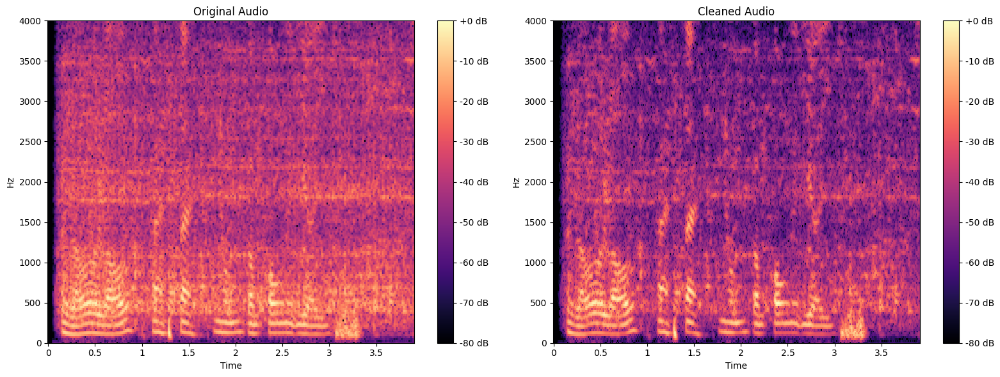 Original Audio
4000
3500
3000
2500
2000
1500
1000
500
0
Hz
0 0.5 1 1.5 2 2.5 3 3.5
Time
+0 dB
-10 dB
-20 dB
-30 dB
-40 dB
-50 dB
-60 dB
-70 dB
-80 dB
Cleaned Audio
4000
3500
3000
2500
2000
1500
1000
500
0
Hz
0 0.5 1 1.5 2 2.5 3 3.5
Time
+0 dB
-10 dB
-20 dB
-30 dB
-40 dB
-50 dB
-60 dB
-70 dB
-80 dB